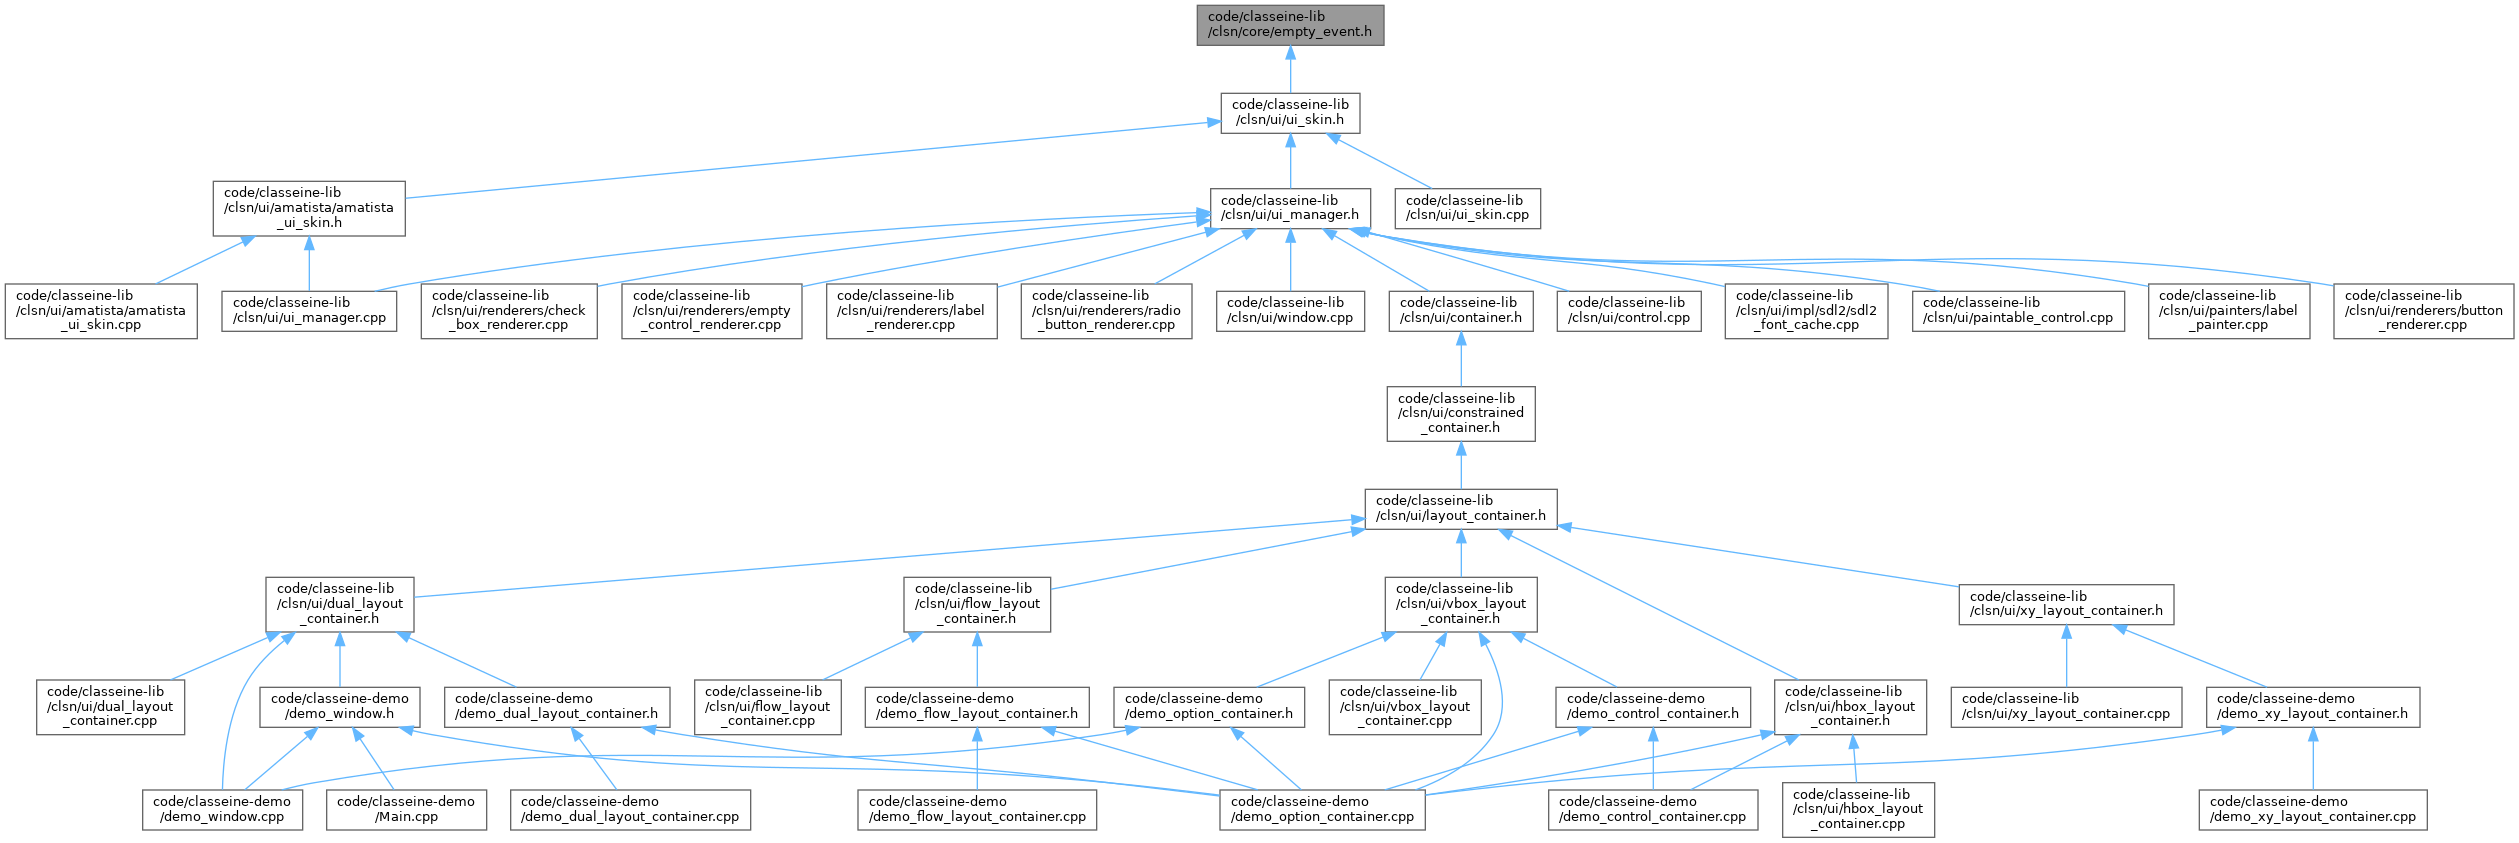 code/classeine-lib
/clsn/core/empty_event.h
code/classeine-lib
/clsn/ui/ui_skin.h
code/classeine-lib
/clsn/ui/amatista/amatista
_ui_skin.h
code/classeine-lib
/clsn/ui/ui_manager.h
code/classeine-lib
/clsn/ui/ui_skin.cpp
code/classeine-lib
/clsn/ui/amatista/amatista
_ui_skin.cpp
code/classeine-lib
/clsn/ui/ui_manager.cpp
code/classeine-lib
/clsn/ui/renderers/check
_box_renderer.cpp
code/classeine-lib
/clsn/ui/renderers/empty
_control_renderer.cpp
code/classeine-lib
/clsn/ui/renderers/label
_renderer.cpp
code/classeine-lib
/clsn/ui/renderers/radio
_button_renderer.cpp
code/classeine-lib
/clsn/ui/window.cpp
code/classeine-lib
/clsn/ui/container.h
code/classeine-lib
/clsn/ui/control.cpp
code/classeine-lib
/clsn/ui/impl/sdl2/sdl2
_font_cache.cpp
code/classeine-lib
/clsn/ui/paintable_control.cpp
code/classeine-lib
/clsn/ui/painters/label
_painter.cpp
code/classeine-lib
/clsn/ui/renderers/button
_renderer.cpp
code/classeine-lib
/clsn/ui/constrained
_container.h
code/classeine-lib
/clsn/ui/layout_container.h
code/classeine-lib
/clsn/ui/dual_layout
_container.h
code/classeine-lib
/clsn/ui/flow_layout
_container.h
code/classeine-lib
/clsn/ui/vbox_layout
_container.h
code/classeine-lib
/clsn/ui/xy_layout_container.h
code/classeine-lib
/clsn/ui/dual_layout
_container.cpp
code/classeine-demo
/demo_window.h
code/classeine-demo
/demo_dual_layout_container.h
code/classeine-lib
/clsn/ui/flow_layout
_container.cpp
code/classeine-demo
/demo_flow_layout_container.h
code/classeine-demo
/demo_option_container.h
code/classeine-lib
/clsn/ui/vbox_layout
_container.cpp
code/classeine-demo
/demo_control_container.h
code/classeine-lib
/clsn/ui/hbox_layout
_container.h
code/classeine-lib
/clsn/ui/xy_layout_container.cpp
code/classeine-demo
/demo_xy_layout_container.h
code/classeine-demo
/demo_window.cpp
code/classeine-demo
/Main.cpp
code/classeine-demo
/demo_dual_layout_container.cpp
code/classeine-demo
/demo_flow_layout_container.cpp
code/classeine-demo
/demo_option_container.cpp
code/classeine-demo
/demo_control_container.cpp
code/classeine-lib
/clsn/ui/hbox_layout
_container.cpp
code/classeine-demo
/demo_xy_layout_container.cpp